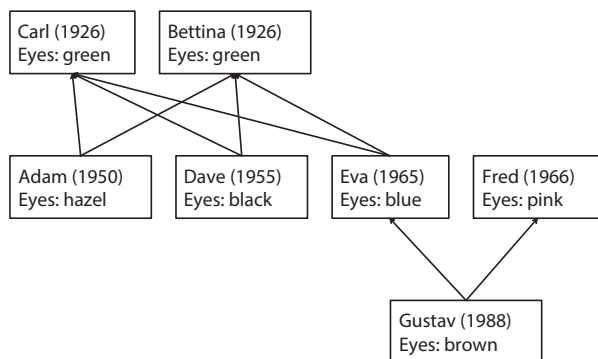 Carl (1926)
Eyes: green
Bettina (1926)
Eyes: green
Adam (1950)
Eyes: hazel
Dave (1955)
Eyes: black
Eva (1965)
Eyes: blue
Fred (1966)
Eyes: pink
Gustav (1988)
Eyes: brown